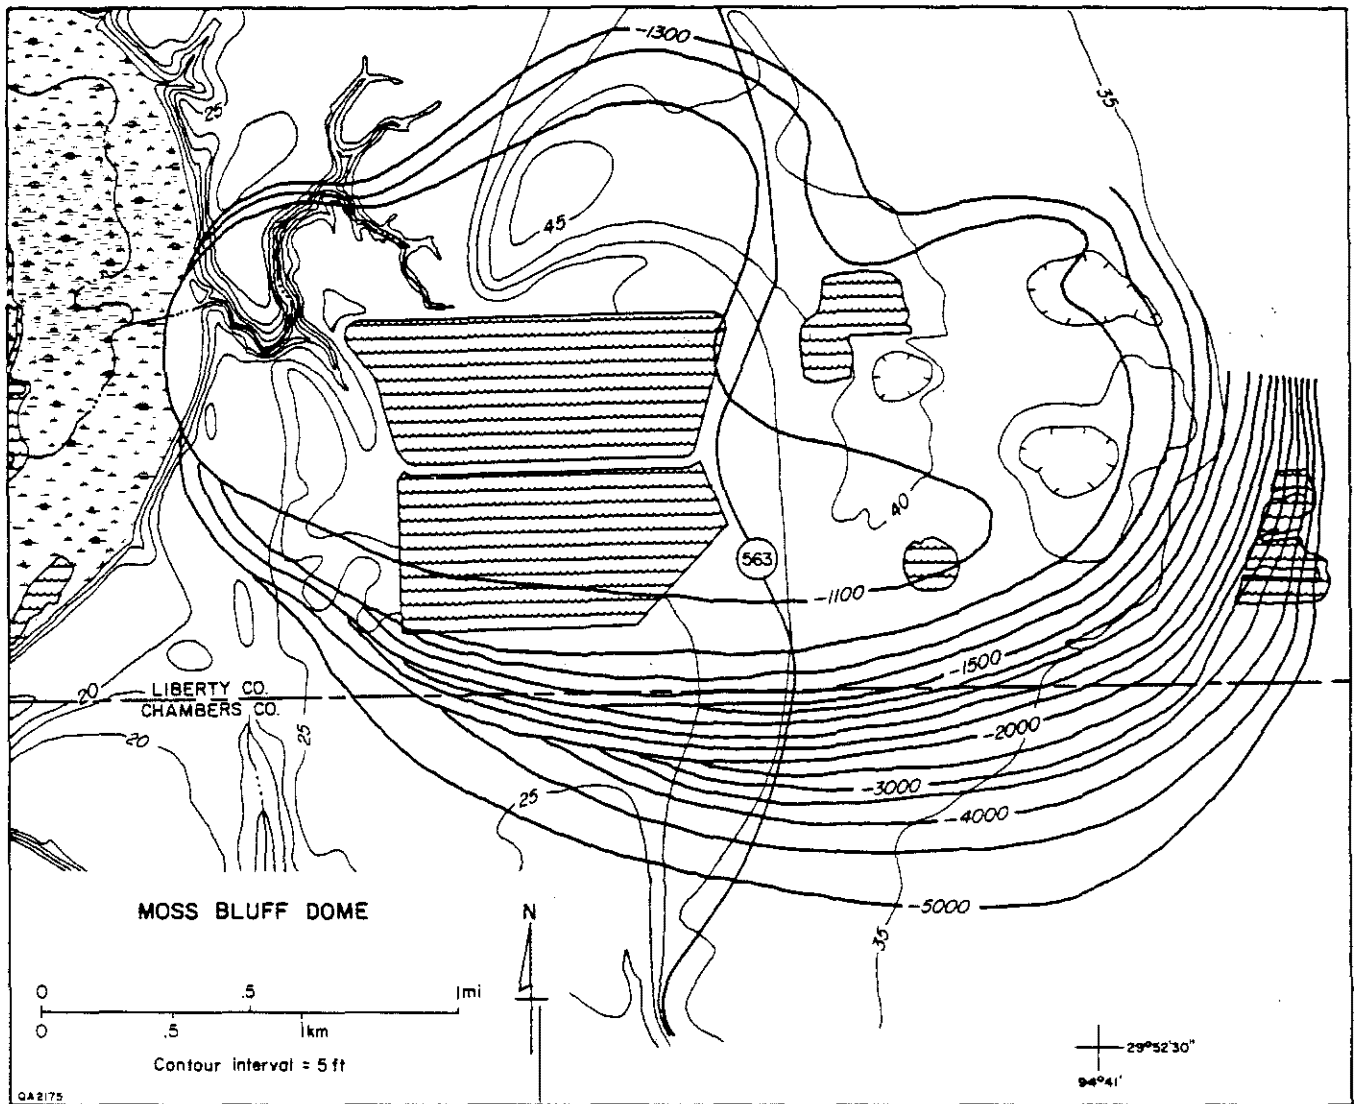 -1300
35
25
45
40
563
-1100
-1500
20
LIBERTY CO.
CHAMBERS CO.
20
25
-2000
-3000
25
-4000
-5000
35
MOSS BLUFF DOME
N
0 .5 1mi
0 .5 1km
Contour interval = 5 ft
29°52'30"
94°41'
QA2175